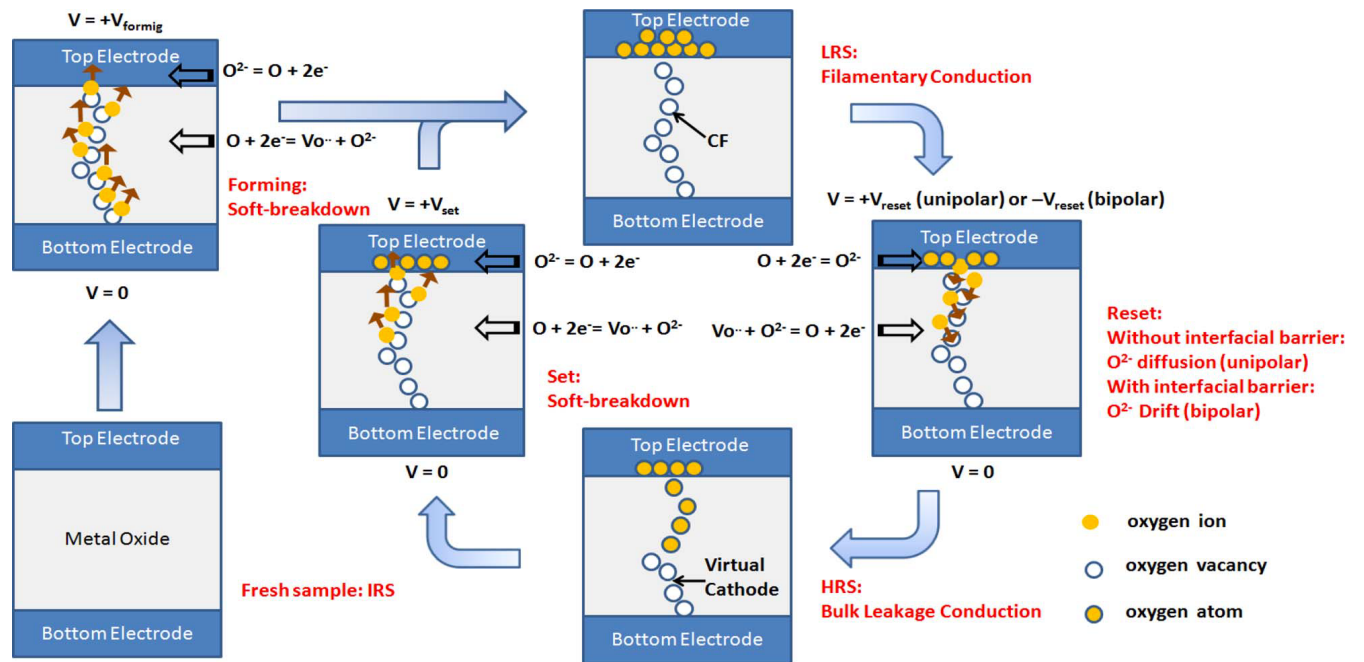 V = +Vformig
Top Electrode
O²⁻ = O + 2e⁻
O + 2e⁻= Vo·· + O²⁻
Forming:
Soft-breakdown
Bottom Electrode
V = 0
Top Electrode
Metal Oxide
Bottom Electrode
Fresh sample: IRS
V = +Vset
Top Electrode
O²⁻ = O + 2e⁻
O + 2e⁻= Vo·· + O²⁻
Set:
Soft-breakdown
Bottom Electrode
V = 0
Top Electrode
CF
Bottom Electrode
LRS:
Filamentary Conduction
V = +Vreset (unipolar) or –Vreset (bipolar)
Top Electrode
O + 2e⁻= O²⁻
Vo·· + O²⁻ = O + 2e⁻
Bottom Electrode
V = 0
Reset:
Without interfacial barrier:
O²⁻ diffusion (unipolar)
With interfacial barrier:
O²⁻ Drift (bipolar)
Top Electrode
Virtual
Cathode
Bottom Electrode
HRS:
Bulk Leakage Conduction
oxygen ion
oxygen vacancy
oxygen atom